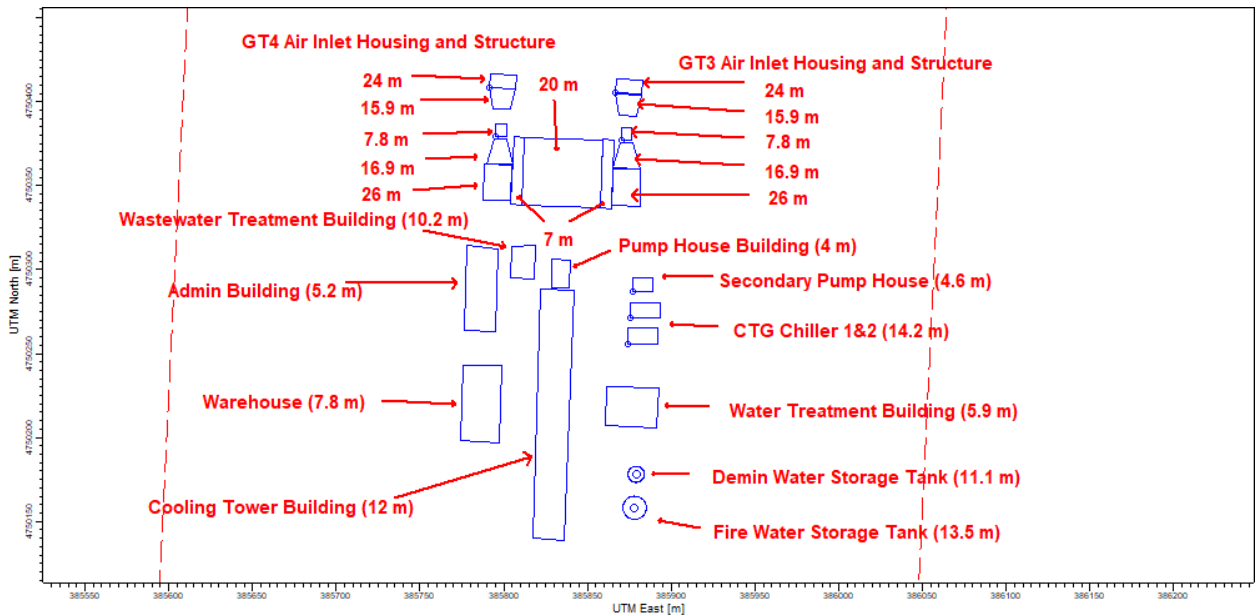 GT4 Air Inlet Housing and Structure
GT3 Air Inlet Housing and Structure
24 m
20 m
24 m
15.9 m
15.9 m
7.8 m
7.8 m
16.9 m
16.9 m
26 m
26 m
Wastewater Treatment Building (10.2 m)
7 m
Pump House Building (4 m)
Admin Building (5.2 m)
Secondary Pump House (4.6 m)
CTG Chiller 1&2 (14.2 m)
Warehouse (7.8 m)
Water Treatment Building (5.9 m)
Demin Water Storage Tank (11.1 m)
Cooling Tower Building (12 m)
Fire Water Storage Tank (13.5 m)
UTM North [m]
4750400
4750350
4750300
4750250
4750200
4750150
385550 385600 385650 385700 385750 385800 385850 385900 385950 386000 386050 386100 386150 386200
UTM East [m]